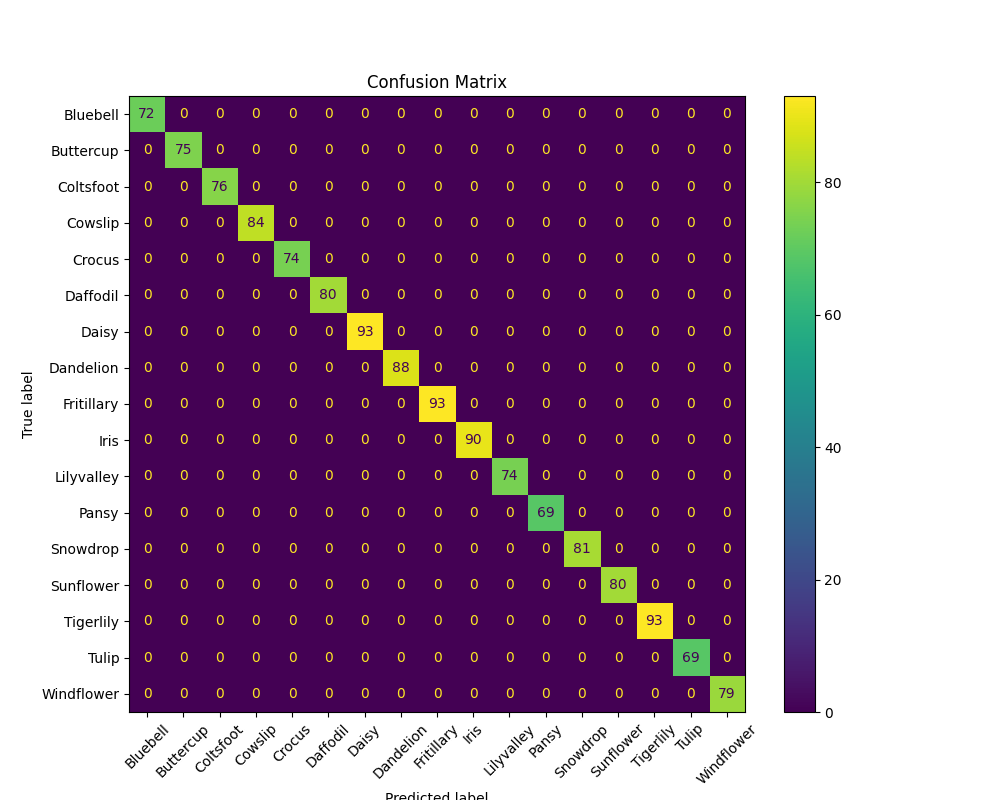 Confusion Matrix
Bluebell 72 0 0 0 0 0 0 0 0 0 0 0 0 0 0 0 0
Buttercup 0 75 0 0 0 0 0 0 0 0 0 0 0 0 0 0 0
Coltsfoot 0 0 76 0 0 0 0 0 0 0 0 0 0 0 0 0 0
Cowslip 0 0 0 84 0 0 0 0 0 0 0 0 0 0 0 0 0
Crocus 0 0 0 0 74 0 0 0 0 0 0 0 0 0 0 0 0
Daffodil 0 0 0 0 0 80 0 0 0 0 0 0 0 0 0 0 0
Daisy 0 0 0 0 0 0 93 0 0 0 0 0 0 0 0 0 0
Dandelion 0 0 0 0 0 0 0 88 0 0 0 0 0 0 0 0 0
Fritillary 0 0 0 0 0 0 0 0 93 0 0 0 0 0 0 0 0
Iris 0 0 0 0 0 0 0 0 0 90 0 0 0 0 0 0 0
Lilyvalley 0 0 0 0 0 0 0 0 0 0 74 0 0 0 0 0 0
Pansy 0 0 0 0 0 0 0 0 0 0 0 69 0 0 0 0 0
Snowdrop 0 0 0 0 0 0 0 0 0 0 0 0 81 0 0 0 0
Sunflower 0 0 0 0 0 0 0 0 0 0 0 0 0 80 0 0 0
Tigerlily 0 0 0 0 0 0 0 0 0 0 0 0 0 0 93 0 0
Tulip 0 0 0 0 0 0 0 0 0 0 0 0 0 0 0 69 0
Windflower 0 0 0 0 0 0 0 0 0 0 0 0 0 0 0 0 79
True label
Bluebell Buttercup Coltsfoot Cowslip Crocus Daffodil Daisy Dandelion Fritillary Iris Lilyvalley Pansy Snowdrop Sunflower Tigerlily Tulip Windflower
Predicted label
80
60
40
20
0